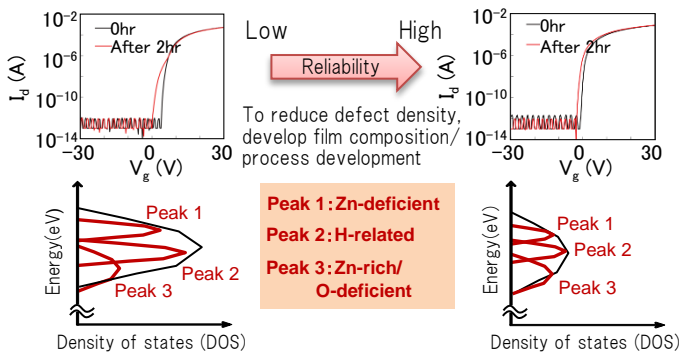 10⁻²
10⁻⁶
10⁻¹⁰
10⁻¹⁴
I_d (A)
0hr
After 2hr
-30
0
30
V_g (V)
Low
High
Reliability
To reduce defect density,
develop film composition/
process development
10⁻²
10⁻⁶
10⁻¹⁰
10⁻¹⁴
I_d (A)
0hr
After 2hr
-30
0
30
V_g (V)
Energy(eV)
Peak 1
Peak 2
Peak 3
Density of states (DOS)
Peak 1:Zn-deficient
Peak 2:H-related
Peak 3:Zn-rich/
O-deficient
Energy(eV)
Peak 1
Peak 2
Peak 3
Density of states (DOS)